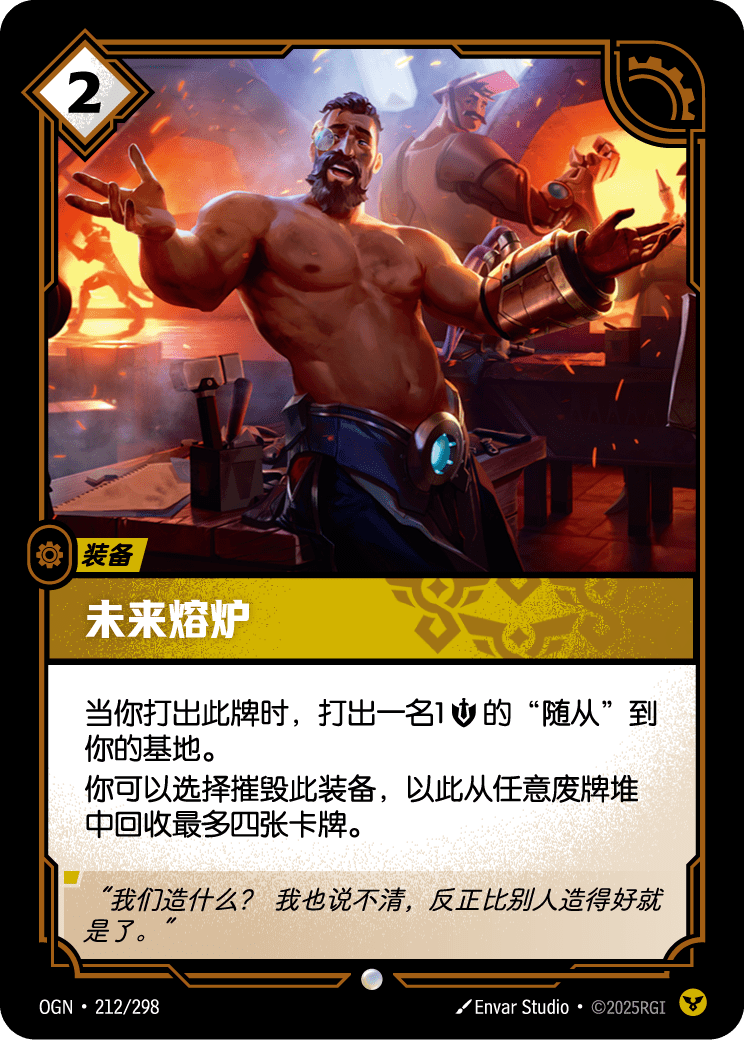 2
装备
未来熔炉
当你打出此牌时，打出一名1的“随从”到
你的基地。
你可以选择摧毁此装备，以此从任意废牌堆
中回收最多四张卡牌。
“我们造什么？ 我也说不清，反正比别人造得好就
是了。”
OGN • 212/298
Envar Studio • ©2025RGI